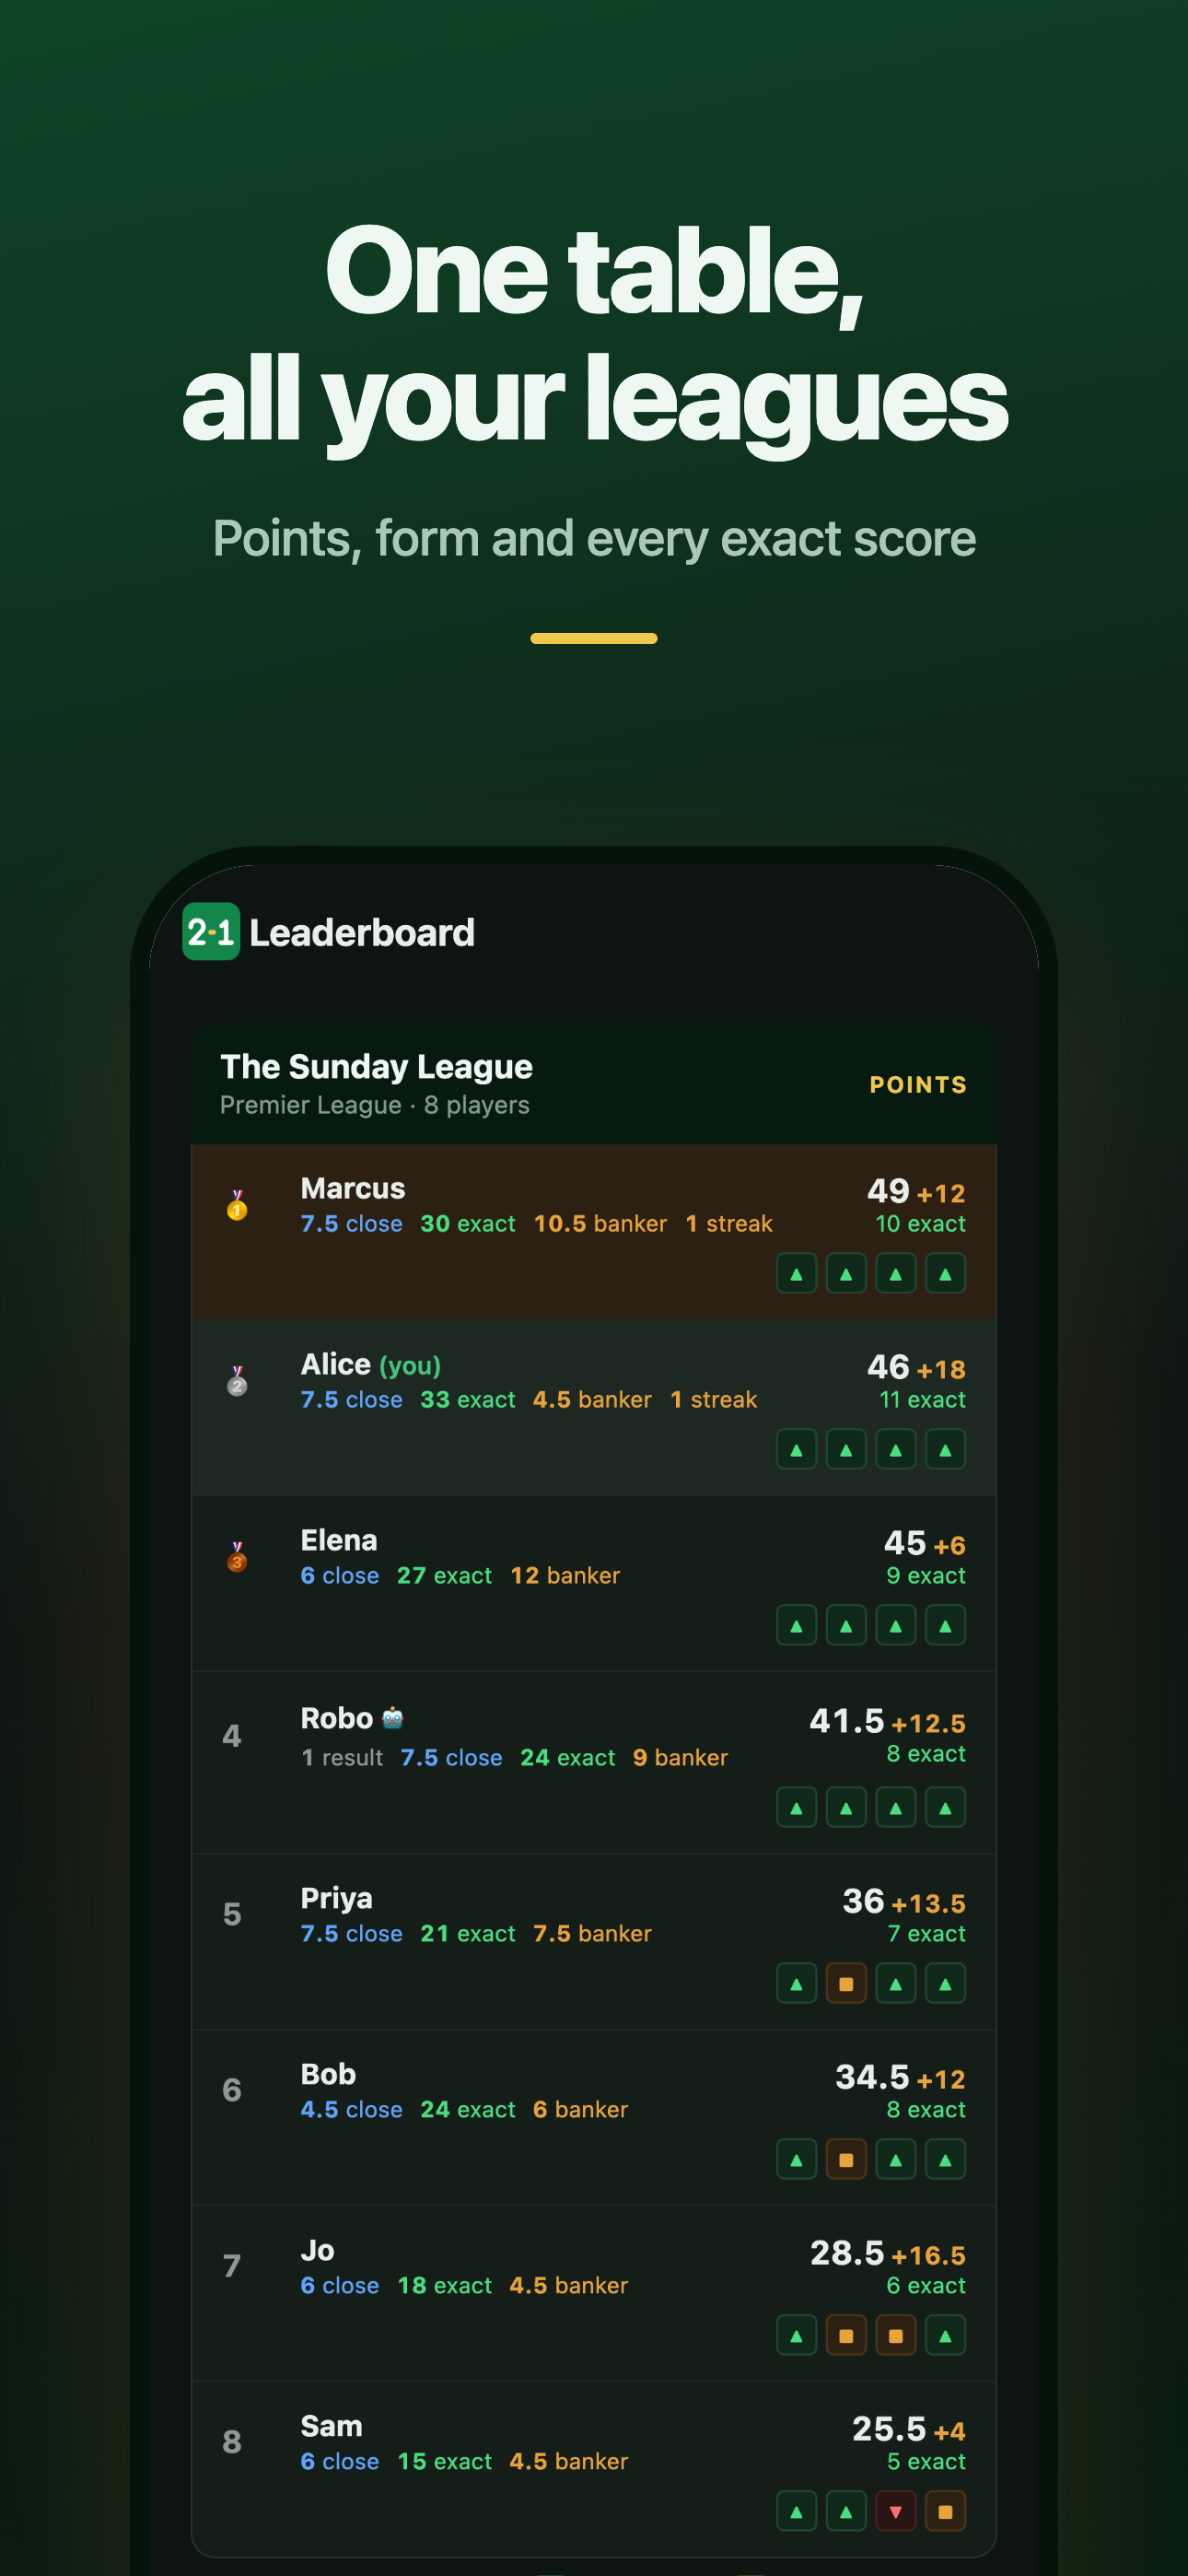 One table,
all your leagues
Points, form and every exact score
2-1 Leaderboard
The Sunday League
Premier League · 8 players
POINTS
1
Marcus
49 +12
7.5 close 30 exact 10.5 banker 1 streak
10 exact
2
Alice (you)
46 +18
7.5 close 33 exact 4.5 banker 1 streak
11 exact
3
Elena
45 +6
6 close 27 exact 12 banker
9 exact
4
Robo
41.5 +12.5
1 result 7.5 close 24 exact 9 banker
8 exact
5
Priya
36 +13.5
7.5 close 21 exact 7.5 banker
7 exact
6
Bob
34.5 +12
4.5 close 24 exact 6 banker
8 exact
7
Jo
28.5 +16.5
6 close 18 exact 4.5 banker
6 exact
8
Sam
25.5 +4
6 close 15 exact 4.5 banker
5 exact